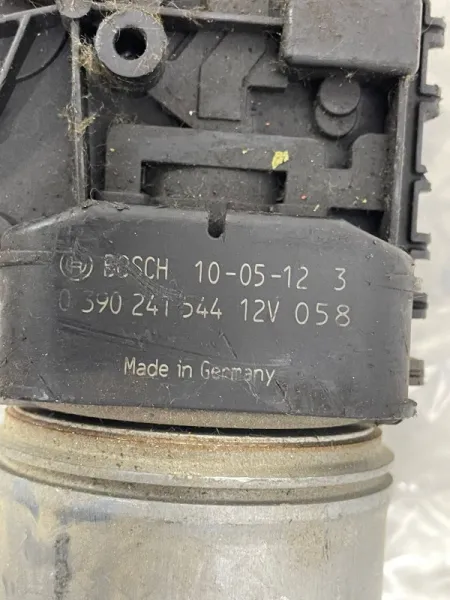 BOSCH 10-05-12 3
0 390 241 544 12V 058
Made in Germany